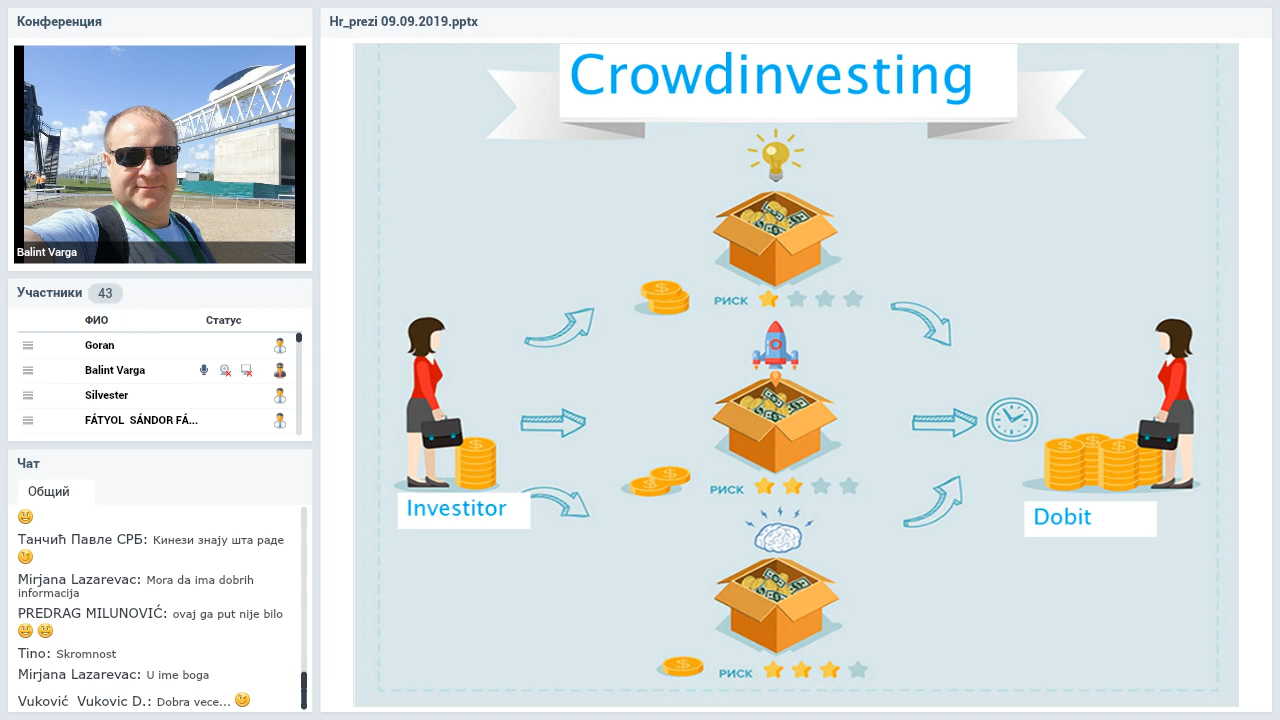 Конференция
Balint Varga
Участники 43
ФИО Статус
Goran
Balint Varga
Silvester
FÁTYOL SÁNDOR FÁ...
Чат
Общий
Танчић Павле СРБ: Кинези знају шта раде
Mirjana Lazarevac: Mora da ima dobrih
informacija
PREDRAG MILUNOVIĆ: ovaj ga put nije bilo
Tino: Skromnost
Mirjana Lazarevac: U ime boga
Vuković Vukovic D.: Dobra vece...
Hr_prezi 09.09.2019.pptx
Crowdinvesting
РИСК
РИСК
Investitor
Dobit
РИСК